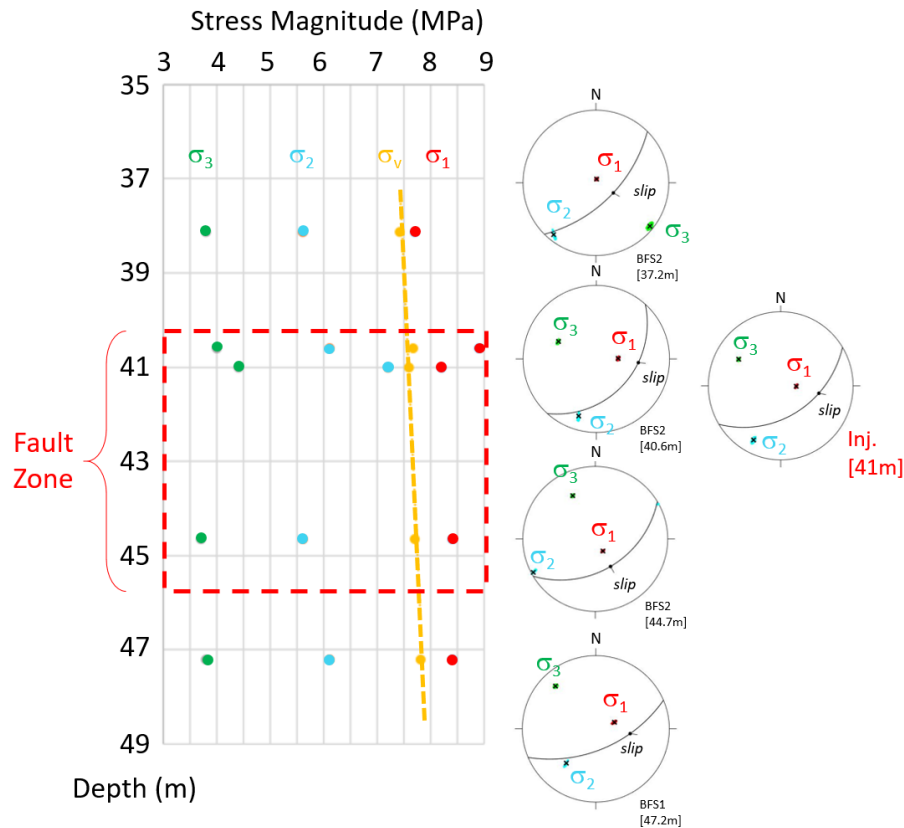 Stress Magnitude (MPa)
3 4 5 6 7 8 9
35
37
39
41
43
45
47
49
Depth (m)
σ3 σ2 σv σ1
Fault
Zone
N
σ1
slip
σ2
σ3
BFS2
[37.2m]
N
σ3
σ1
slip
σ2
BFS2
[40.6m]
N
σ3
σ1
slip
σ2
Inj.
[41m]
N
σ3
σ1
σ2
slip
BFS2
[44.7m]
N
σ3
σ1
slip
σ2
BFS1
[47.2m]